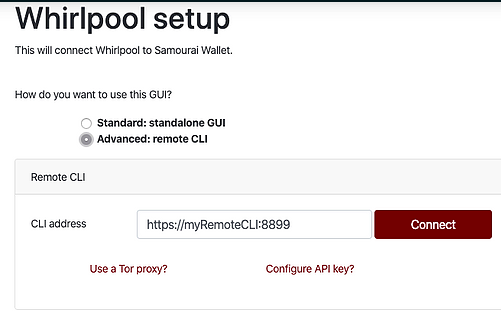 Whirlpool setup
This will connect Whirlpool to Samourai Wallet.
How do you want to use this GUI?
Standard: standalone GUI
Advanced: remote CLI
Remote CLI
CLI address https://myRemoteCLI:8899 Connect
Use a Tor proxy? Configure API key?